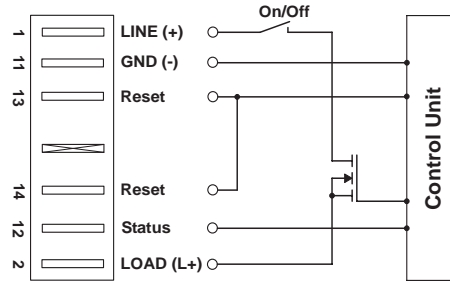 On/Off
1 LINE (+)
11 GND (-)
13 Reset
14 Reset
12 Status
2 LOAD (L+)
Control Unit